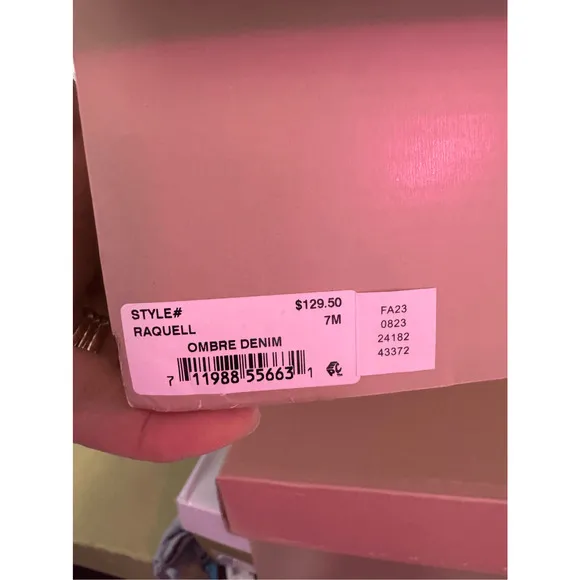 STYLE# $129.50
RAQUELL 7M
OMBRE DENIM
7 11988 55663 1
FA23
0823
24182
43372